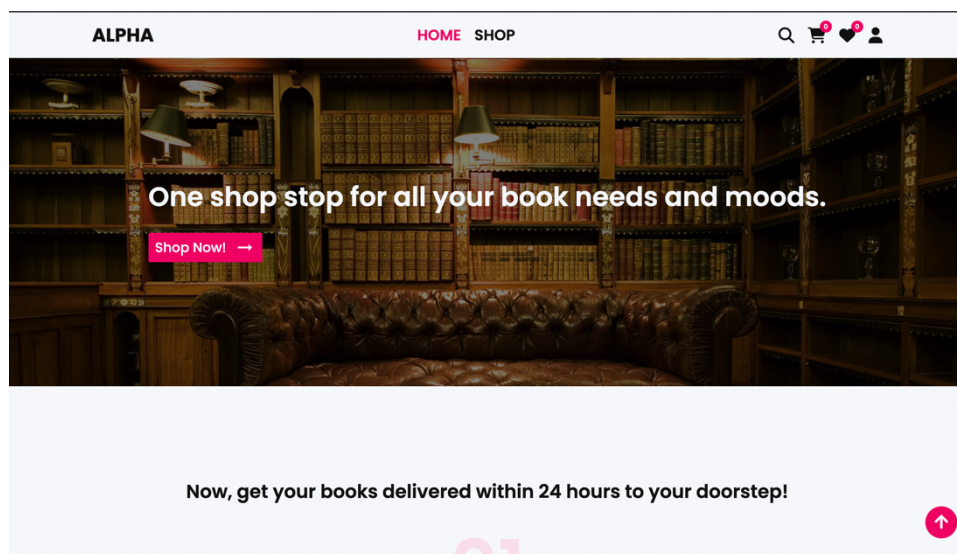 ALPHA
HOME SHOP
0 0
One shop stop for all your book needs and moods.
Shop Now! →
Now, get your books delivered within 24 hours to your doorstep!
01